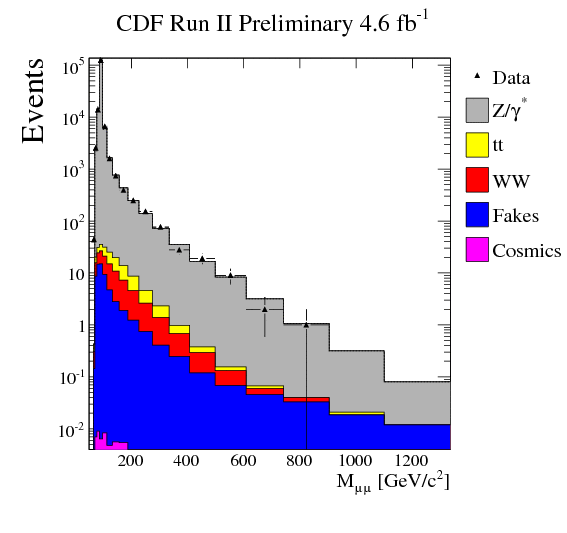 CDF Run II Preliminary 4.6 fb⁻¹
Events
10⁵
10⁴
10³
10²
10
1
10⁻¹
10⁻²
200 400 600 800 1000 1200
M_μμ [GeV/c²]
Data
Z/γ*
tt
WW
Fakes
Cosmics